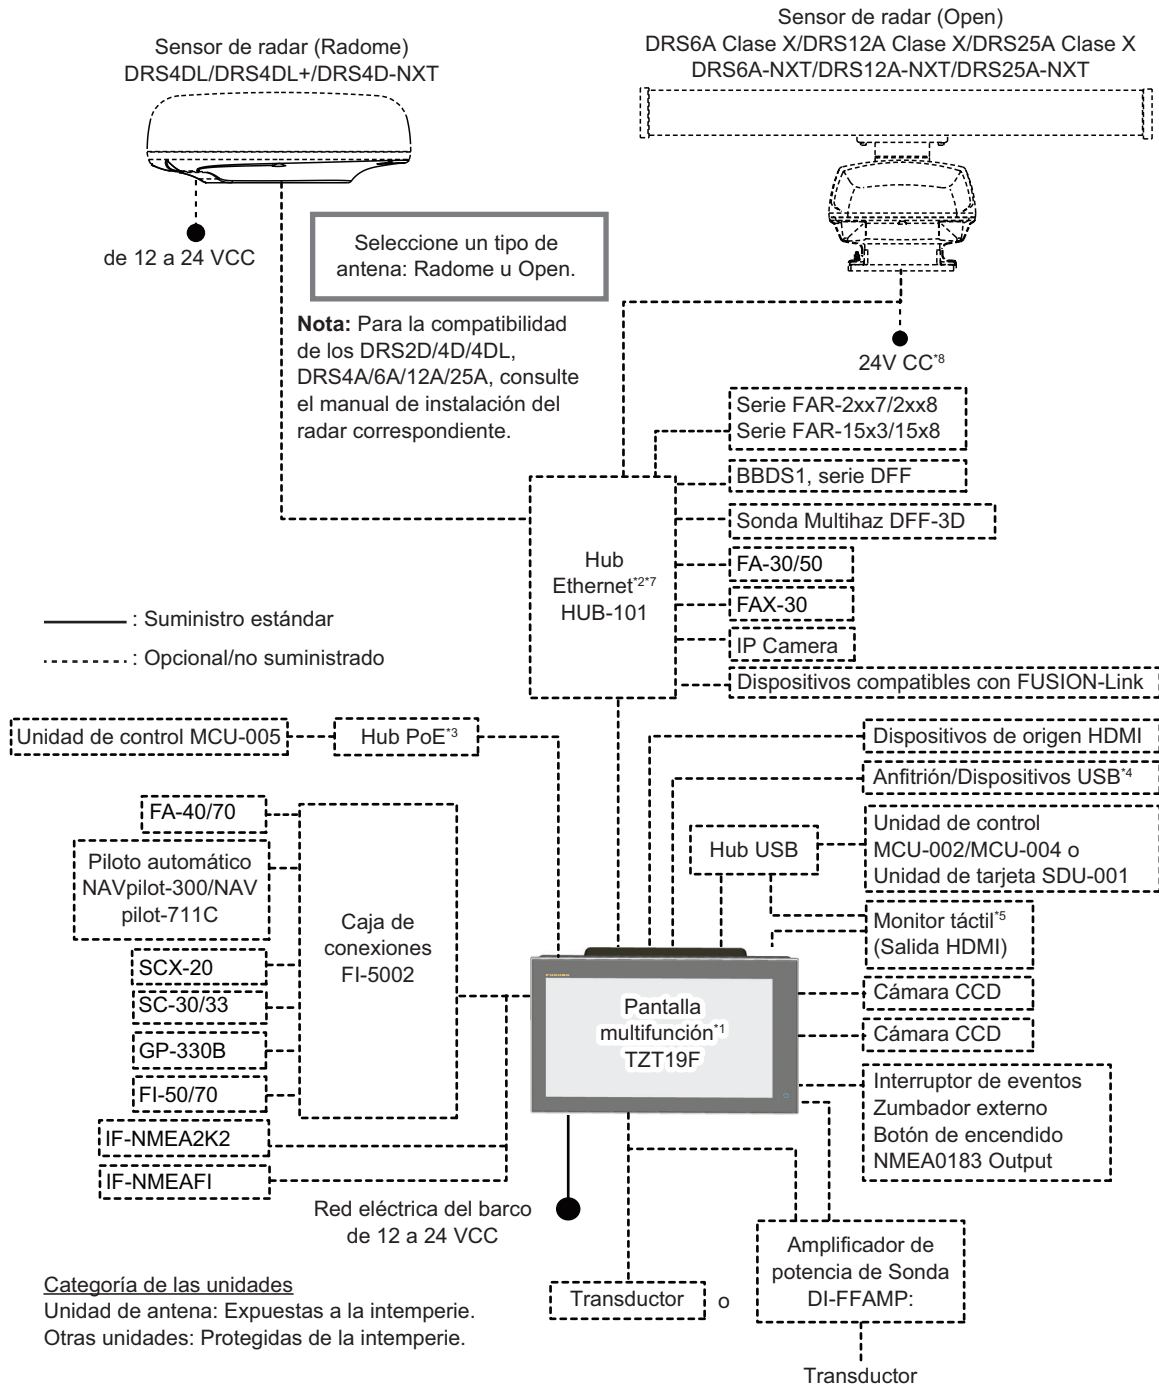 Sensor de radar (Open)
DRS6A Clase X/DRS12A Clase X/DRS25A Clase X
DRS6A-NXT/DRS12A-NXT/DRS25A-NXT
Sensor de radar (Radome)
DRS4DL/DRS4DL+/DRS4D-NXT
de 12 a 24 VCC
Seleccione un tipo de
antena: Radome u Open.
Nota: Para la compatibilidad
de los DRS2D/4D/4DL,
DRS4A/6A/12A/25A, consulte
el manual de instalación del
radar correspondiente.
24V CC*8
Serie FAR-2xx7/2xx8
Serie FAR-15x3/15x8
BBDS1, serie DFF
Sonda Multihaz DFF-3D
FA-30/50
FAX-30
IP Camera
Dispositivos compatibles con FUSION-Link
Hub
Ethernet*2*7
HUB-101
: Suministro estándar
: Opcional/no suministrado
Unidad de control MCU-005
Hub PoE*3
Dispositivos de origen HDMI
Anfitrión/Dispositivos USB*4
Hub USB
Unidad de control
MCU-002/MCU-004 o
Unidad de tarjeta SDU-001
Monitor táctil*5
(Salida HDMI)
Cámara CCD
Cámara CCD
Interruptor de eventos
Zumbador externo
Botón de encendido
NMEA0183 Output
FA-40/70
Piloto automático
NAVpilot-300/NAV
pilot-711C
SCX-20
SC-30/33
GP-330B
FI-50/70
IF-NMEA2K2
IF-NMEAFI
Caja de
conexiones
FI-5002
FURUNO
Pantalla
multifunción*1
TZT19F
Red eléctrica del barco
de 12 a 24 VCC
Transductor
o
Amplificador de
potencia de Sonda
DI-FFAMP:
Transductor
Categoría de las unidades
Unidad de antena: Expuestas a la intemperie.
Otras unidades: Protegidas de la intemperie.